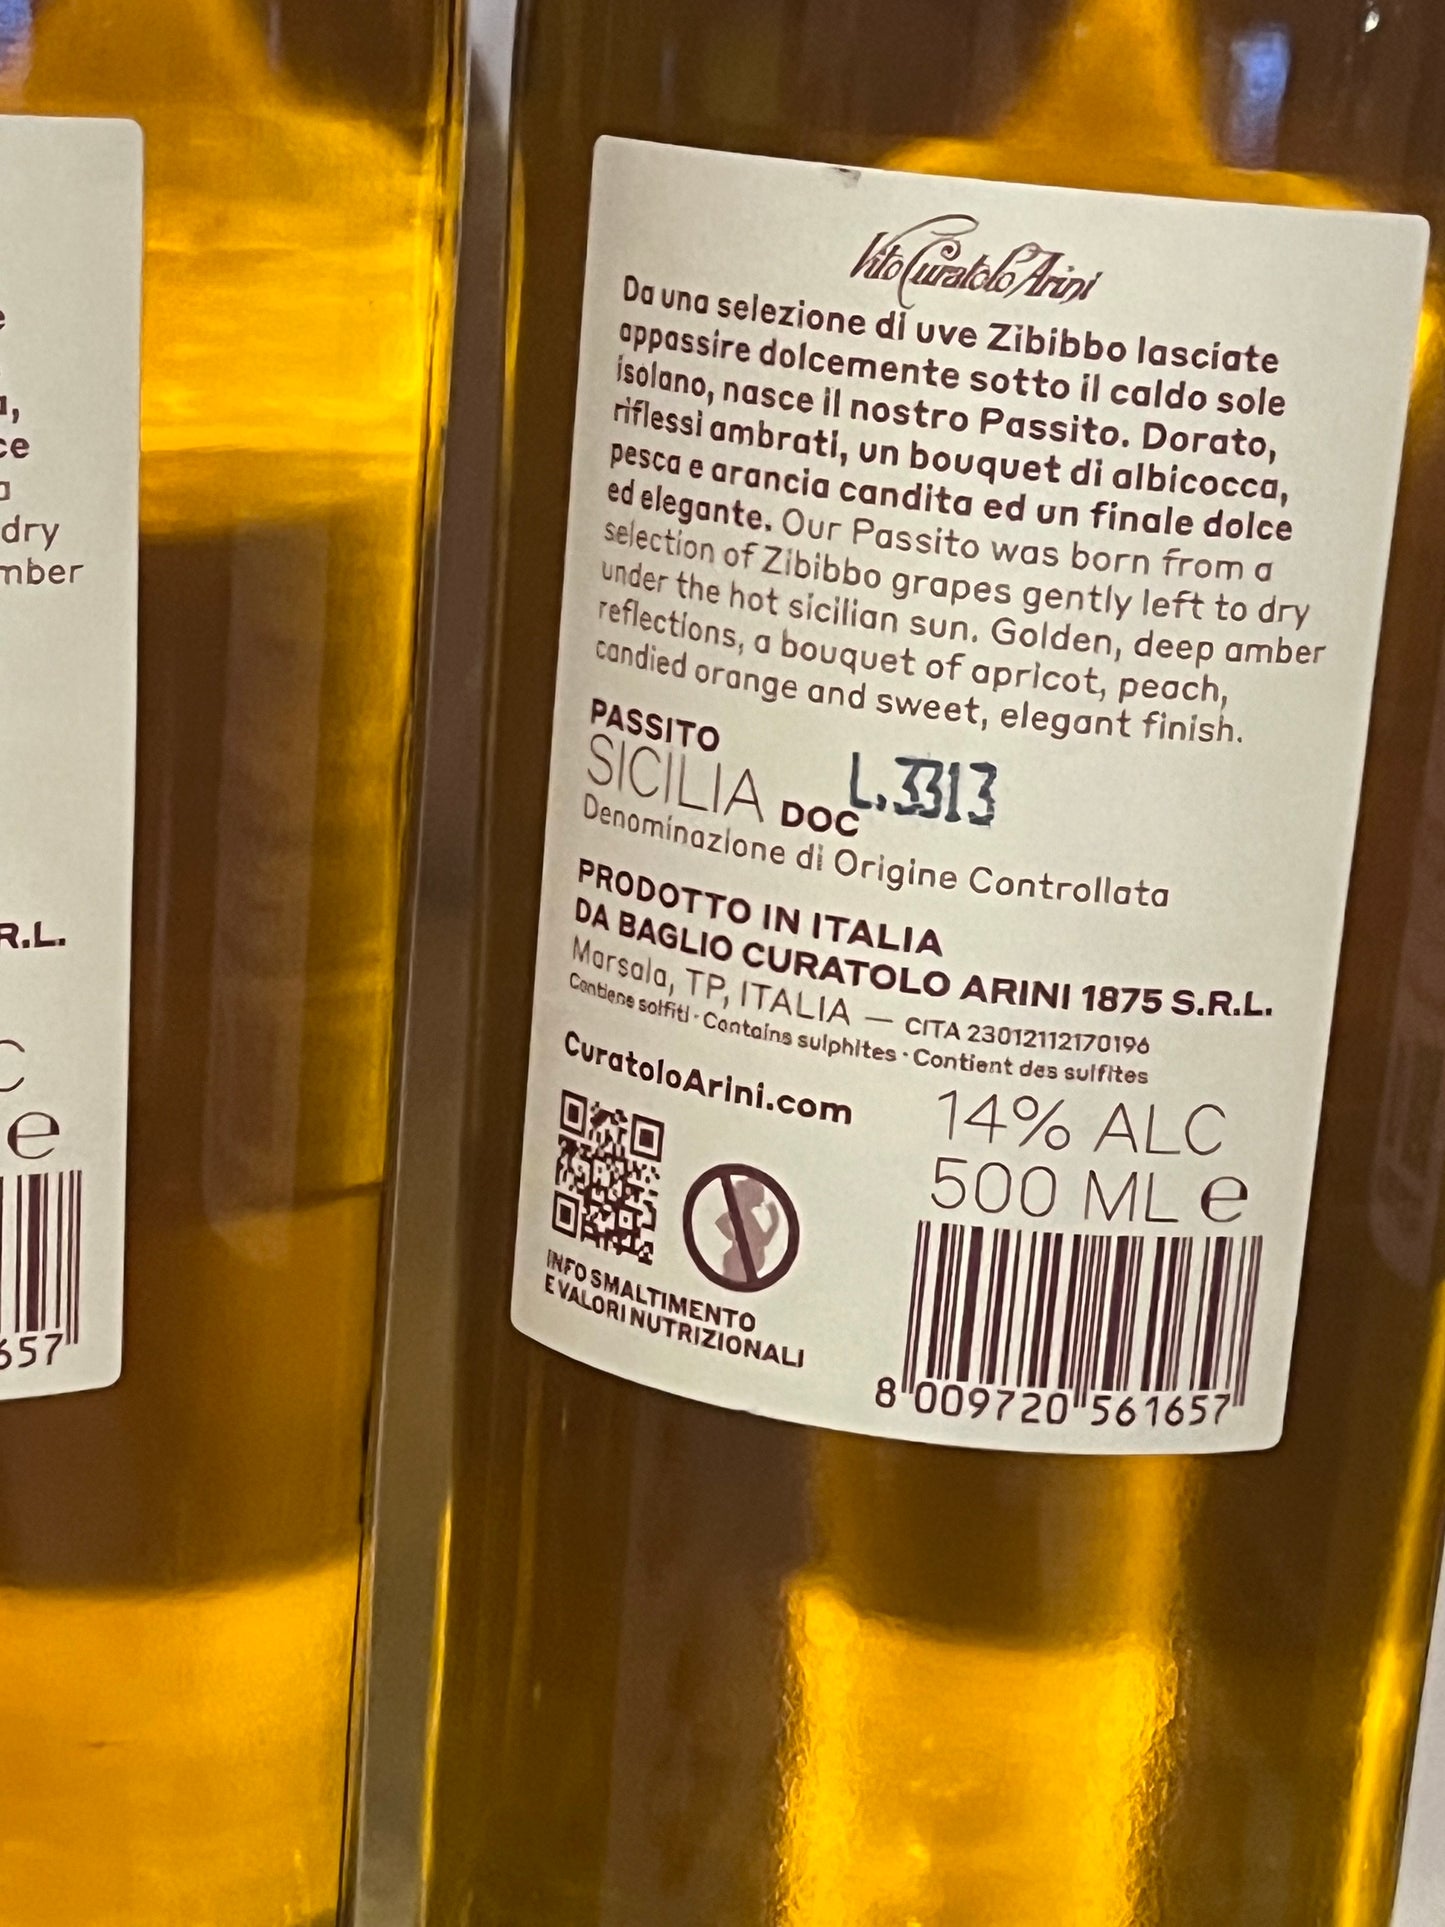 e
a,
ce
a
dry
mber
R.L.
C
e
657
Vito Curatolo Arini
Da una selezione di uve Zibibbo lasciate
appassire dolcemente sotto il caldo sole
isolano, nasce il nostro Passito. Dorato,
riflessi ambrati, un bouquet di albicocca,
pesca e arancia candita ed un finale dolce
ed elegante. Our Passito was born from a
selection of Zibibbo grapes gently left to dry
under the hot sicilian sun. Golden, deep amber
reflections, a bouquet of apricot, peach,
candied orange and sweet, elegant finish.
PASSITO
SICILIA DOC L.3313
Denominazione di Origine Controllata
PRODOTTO IN ITALIA
DA BAGLIO CURATOLO ARINI 1875 S.R.L.
Marsala, TP, ITALIA — CITA 23012112170196
Contiene solfiti · Contains sulphites · Contient des sulfites
CuratoloArini.com
14% ALC
500 ML e
INFO SMALTIMENTO
E VALORI NUTRIZIONALI
8 009720 561657